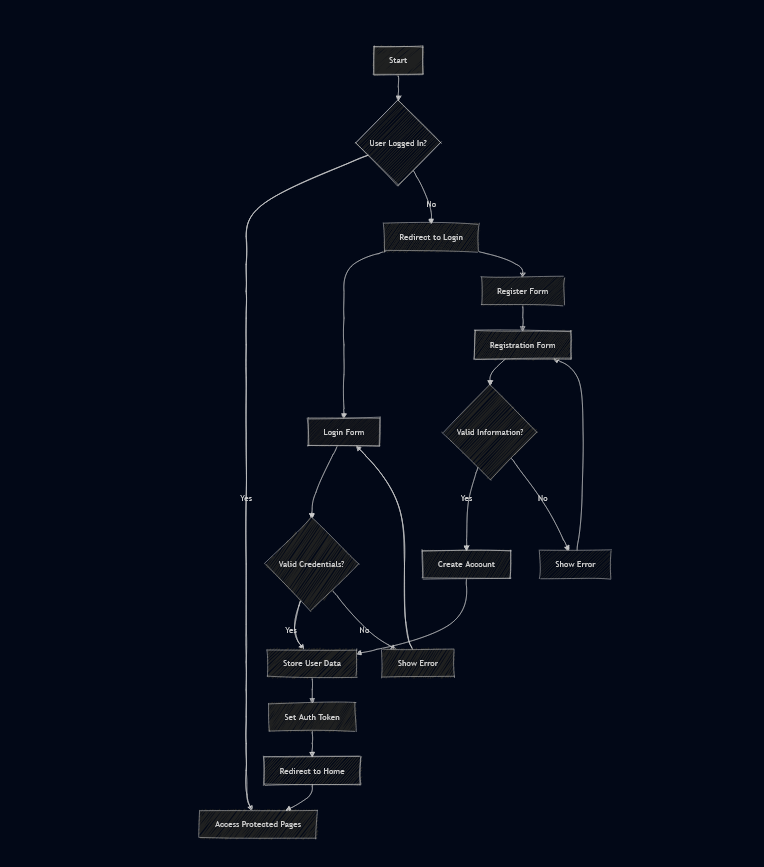 Start
User Logged In?
No
Redirect to Login
Register Form
Registration Form
Login Form
Valid Information?
Yes
Yes
No
Valid Credentials?
Create Account
Show Error
Yes
No
Store User Data
Show Error
Set Auth Token
Redirect to Home
Access Protected Pages